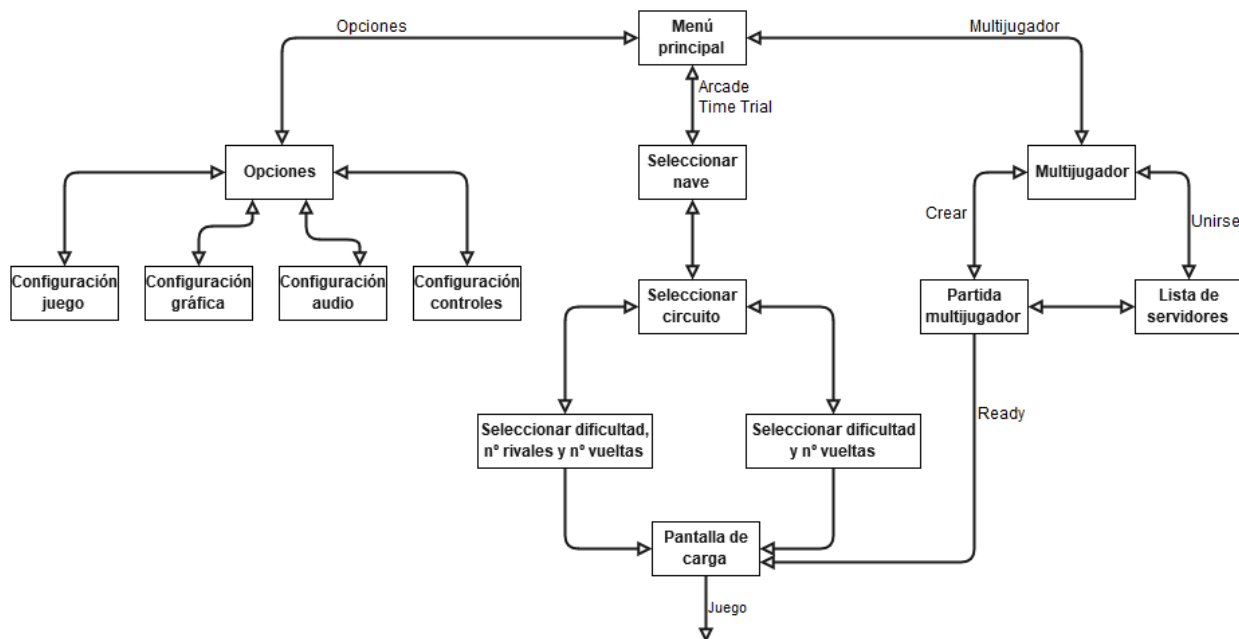 Opciones
Menú
principal
Multijugador
Arcade
Time Trial
Opciones
Seleccionar
nave
Multijugador
Crear
Unirse
Configuración
juego
Configuración
gráfica
Configuración
audio
Configuración
controles
Seleccionar
circuito
Partida
multijugador
Lista de
servidores
Seleccionar dificultad,
nº rivales y nº vueltas
Seleccionar dificultad
y nº vueltas
Ready
Pantalla de
carga
Juego